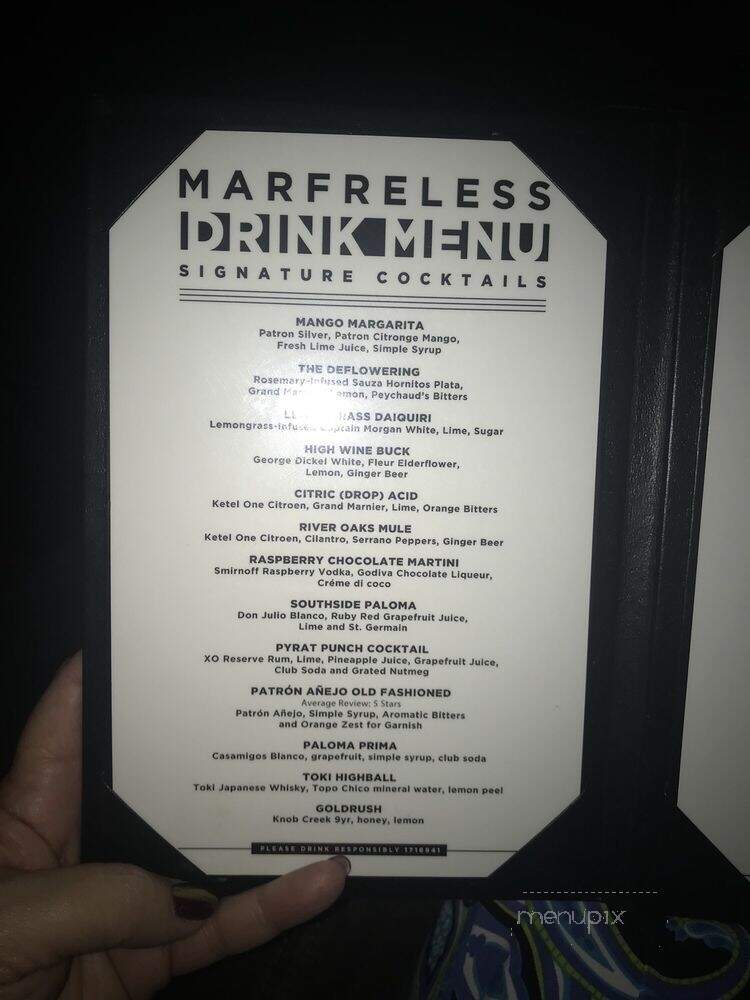 MARFRELESS
DRINK MENU
SIGNATURE COCKTAILS
MANGO MARGARITA
Patron Silver, Patron Citronge Mango,
Fresh Lime Juice, Simple Syrup
THE DEFLOWERING
Rosemary-Infused Sauza Hornitos Plata,
Grand Lemon, Peychaud's Bitters
DAIQUIRI
Lemongrass-Infused Captain Morgan White, Lime, Sugar
HIGH WINE BUCK
George Dickel White, Fleur Elderflower,
Lemon, Ginger Beer
CITRIC (DROP) ACID
Ketel One Citroen, Grand Marnier, Lime, Orange Bitters
RIVER OAKS MULE
Ketel One Citroen, Cilantro, Serrano Peppers, Ginger Beer
RASPBERRY CHOCOLATE MARTINI
Smirnoff Raspberry Vodka, Godiva Chocolate Liqueur,
Créme di coco
SOUTHSIDE PALOMA
Don Julio Blanco, Ruby Red Grapefruit Juice,
Lime and St. Germain
PYRAT PUNCH COCKTAIL
XO Reserve Rum, Lime, Pineapple Juice, Grapefruit Juice,
Club Soda and Grated Nutmeg
PATRÓN AÑEJO OLD FASHIONED
Average Review: 5 Stars
Patrón Añejo, Simple Syrup, Aromatic Bitters
and Orange Zest for Garnish
PALOMA PRIMA
Casamigos Blanco, grapefruit, simple syrup, club soda
TOKI HIGHBALL
Toki Japanese Whisky, Topo Chico mineral water, lemon peel
GOLDRUSH
Knob Creek 9yr, honey, lemon
PLEASE DRINK RESPONSIBLY 1716941
menupix